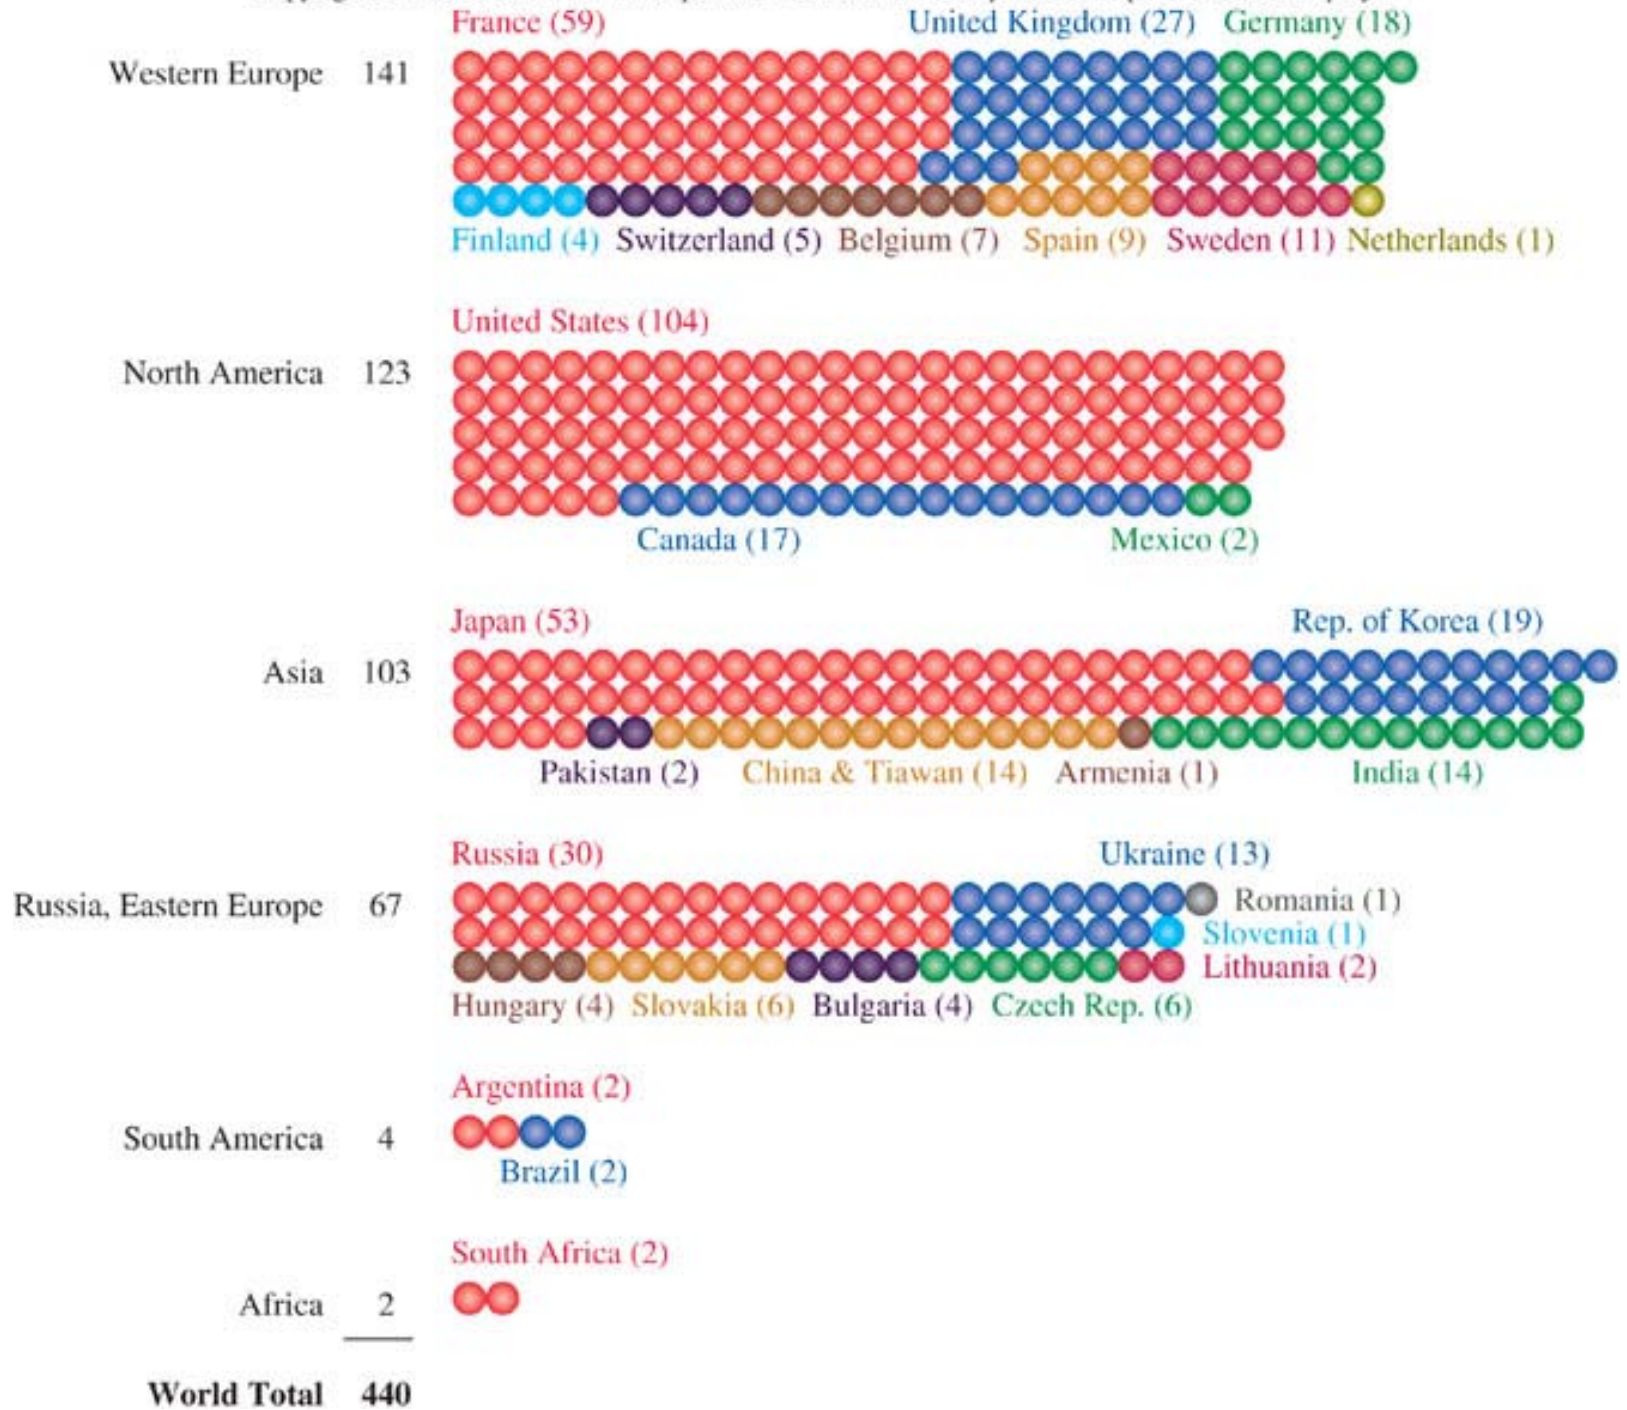 France (59) United Kingdom (27) Germany (18)
Western Europe 141
Finland (4) Switzerland (5) Belgium (7) Spain (9) Sweden (11) Netherlands (1)
United States (104)
North America 123
Canada (17) Mexico (2)
Japan (53) Rep. of Korea (19)
Asia 103
Pakistan (2) China & Tiawan (14) Armenia (1) India (14)
Russia (30) Ukraine (13)
Russia, Eastern Europe 67 Romania (1)
Slovenia (1)
Lithuania (2)
Hungary (4) Slovakia (6) Bulgaria (4) Czech Rep. (6)
Argentina (2)
South America 4
Brazil (2)
South Africa (2)
Africa 2
World Total 440